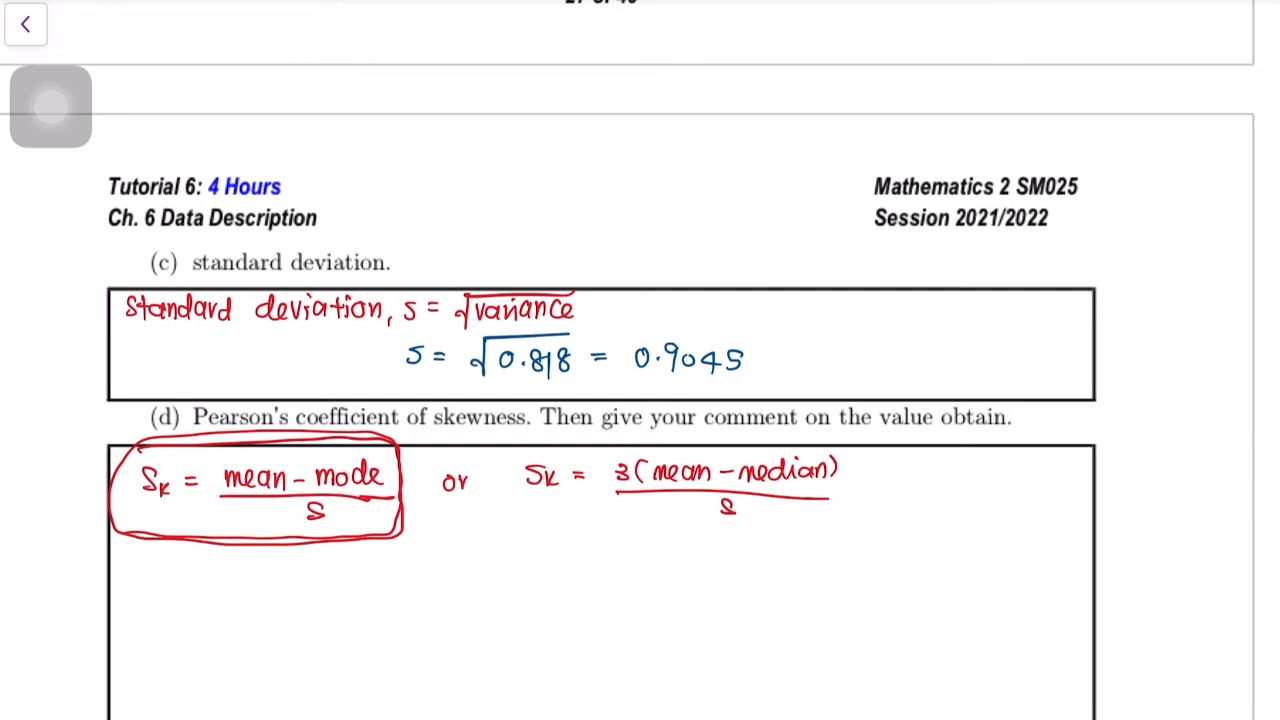 Tutorial 6: 4 Hours
Mathematics 2 SM025
Ch. 6 Data Description
Session 2021/2022
(c) standard deviation.
Standard deviation, s = √variance
s = √0.818 = 0.9045
(d) Pearson's coefficient of skewness. Then give your comment on the value obtain.
Sk = mean - mode / s or Sk = 3(mean - median) / s